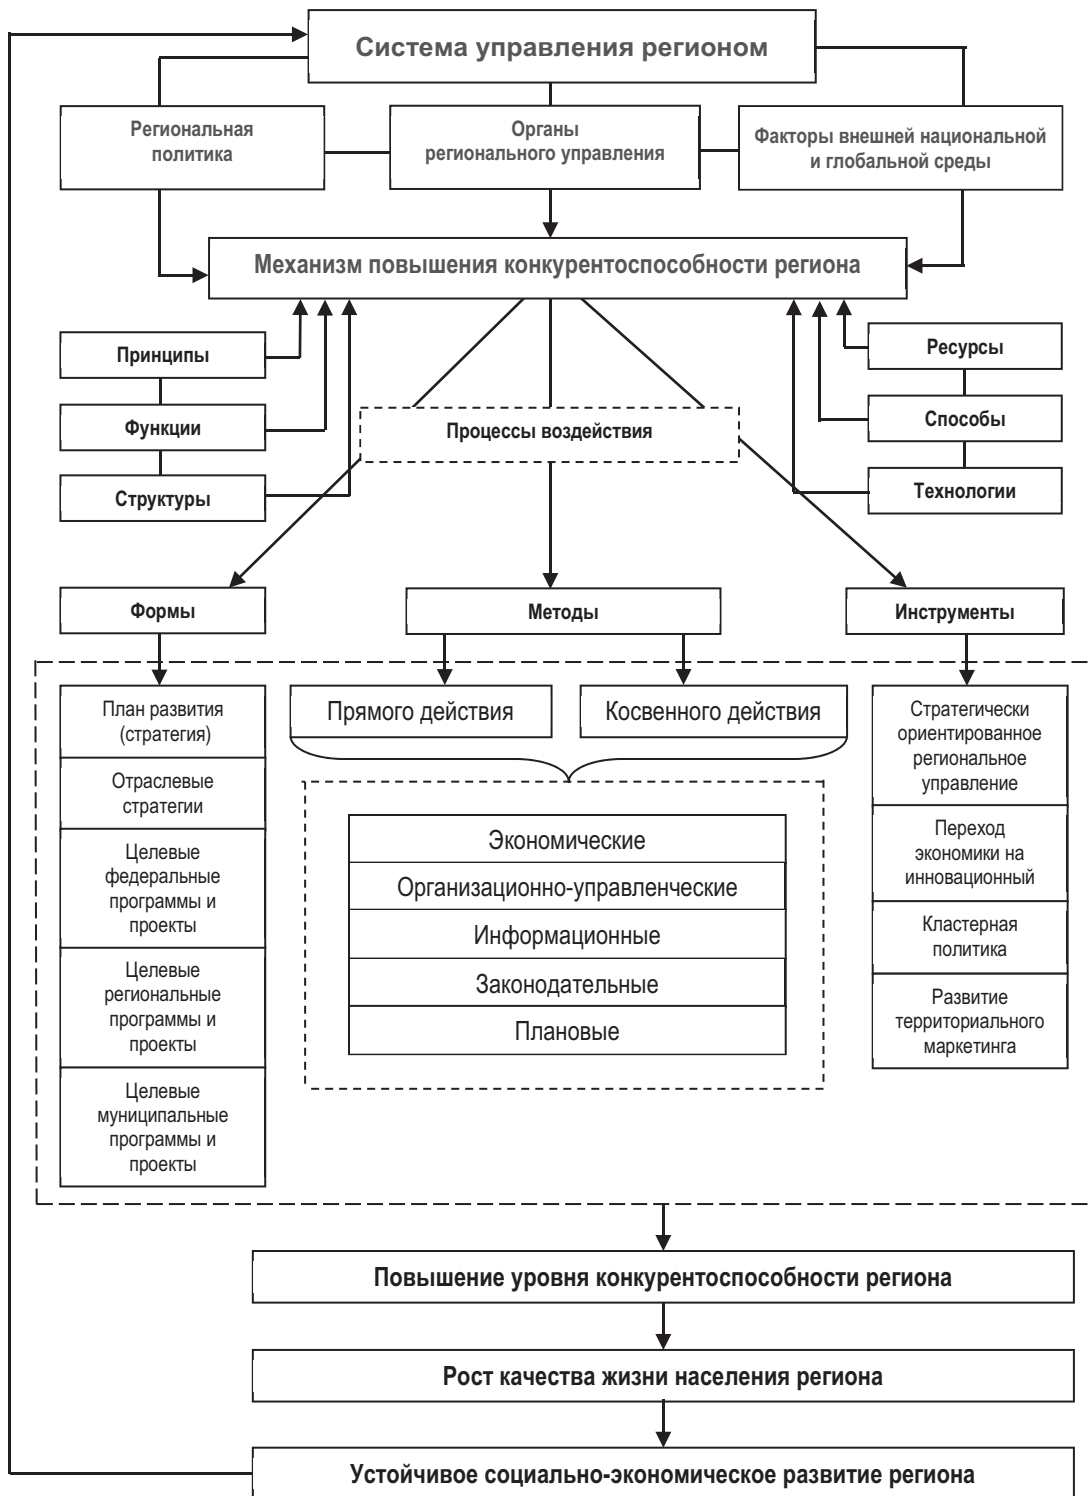 Система управления регионом
Региональная
политика
Органы
регионального управления
Факторы внешней национальной
и глобальной среды
Механизм повышения конкурентоспособности региона
Принципы
Функции
Структуры
Процессы воздействия
Ресурсы
Способы
Технологии
Формы
Методы
Инструменты
План развития
(стратегия)
Отраслевые
стратегии
Целевые
федеральные
программы и
проекты
Целевые
региональные
программы и
проекты
Целевые
муниципальные
программы и
проекты
Прямого действия
Косвенного действия
Экономические
Организационно-управленческие
Информационные
Законодательные
Плановые
Стратегически
ориентированное
региональное
управление
Переход
экономики на
инновационный
Кластерная
политика
Развитие
территориального
маркетинга
Повышение уровня конкурентоспособности региона
Рост качества жизни населения региона
Устойчивое социально-экономическое развитие региона